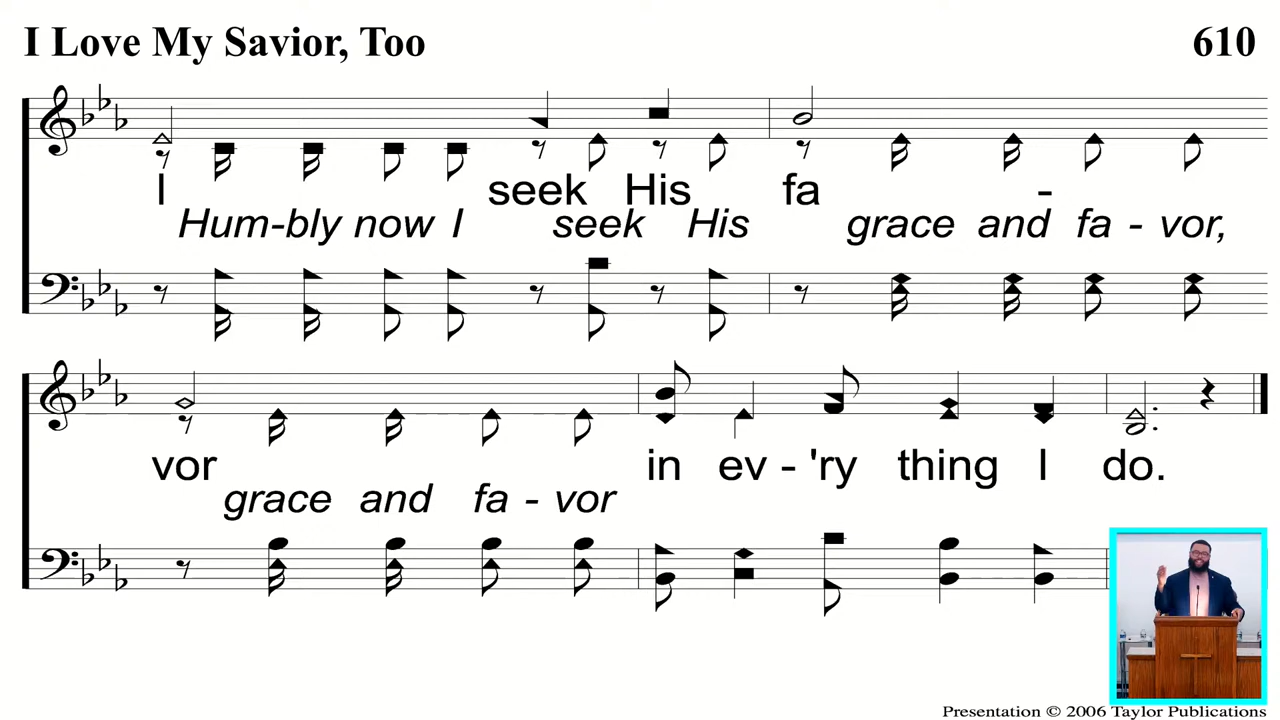 I Love My Savior, Too 610
I seek His fa -
Hum-bly now I seek His grace and fa - vor,
vor in ev - 'ry thing I do.
grace and fa - vor
Presentation © 2006 Taylor Publications